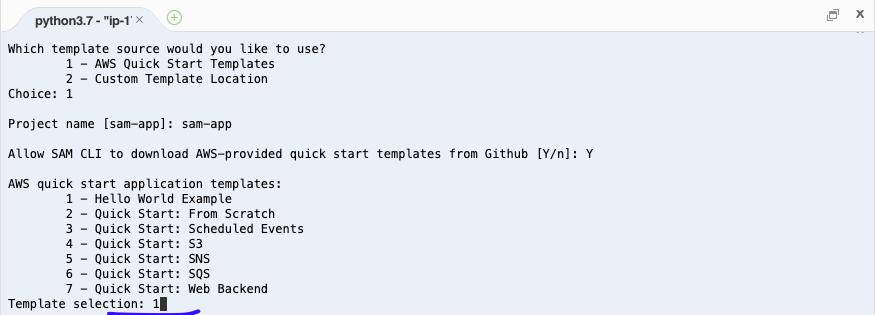 python3.7 - "ip-1
Which template source would you like to use?
1 - AWS Quick Start Templates
2 - Custom Template Location
Choice: 1
Project name [sam-app]: sam-app
Allow SAM CLI to download AWS-provided quick start templates from Github [Y/n]: Y
AWS quick start application templates:
1 - Hello World Example
2 - Quick Start: From Scratch
3 - Quick Start: Scheduled Events
4 - Quick Start: S3
5 - Quick Start: SNS
6 - Quick Start: SQS
7 - Quick Start: Web Backend
Template selection: 1